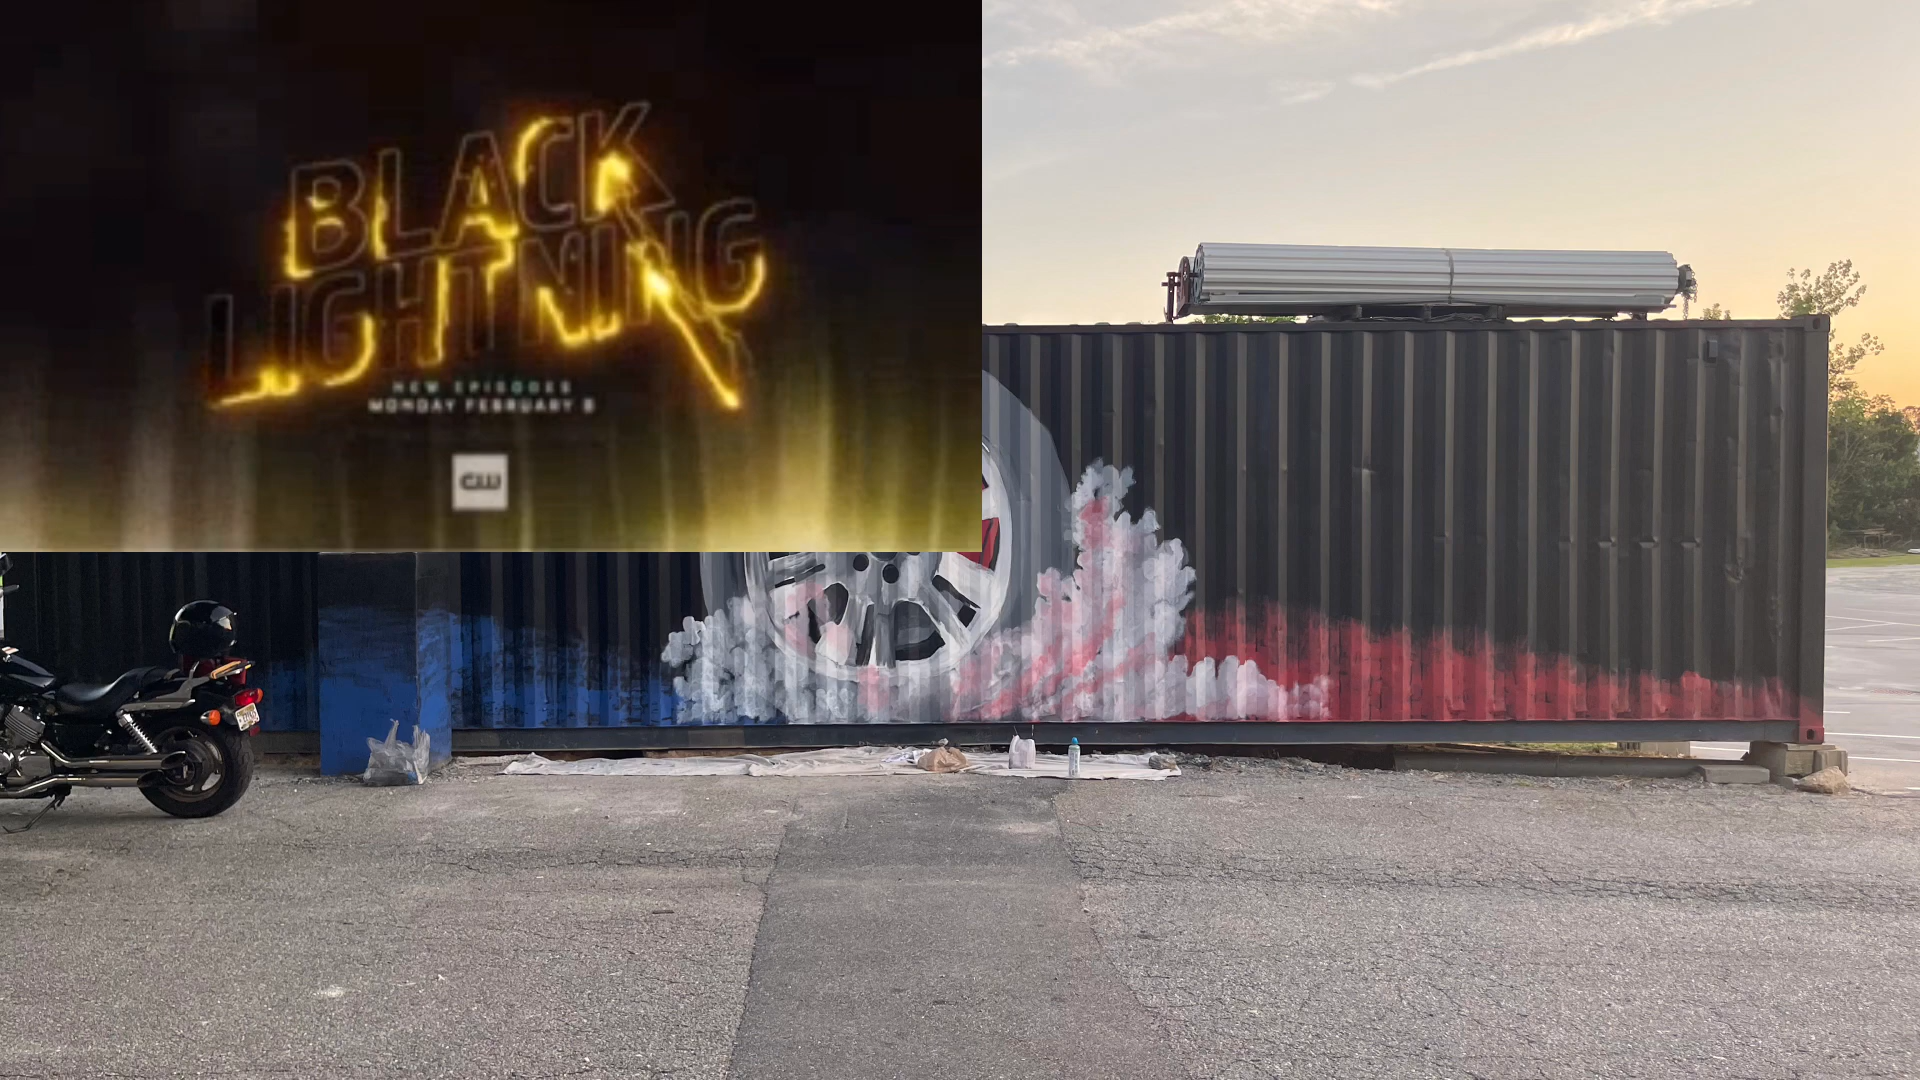 BLACK
LIGHTNING
NEW EPISODES
MONDAY FEBRUARY 8
CW